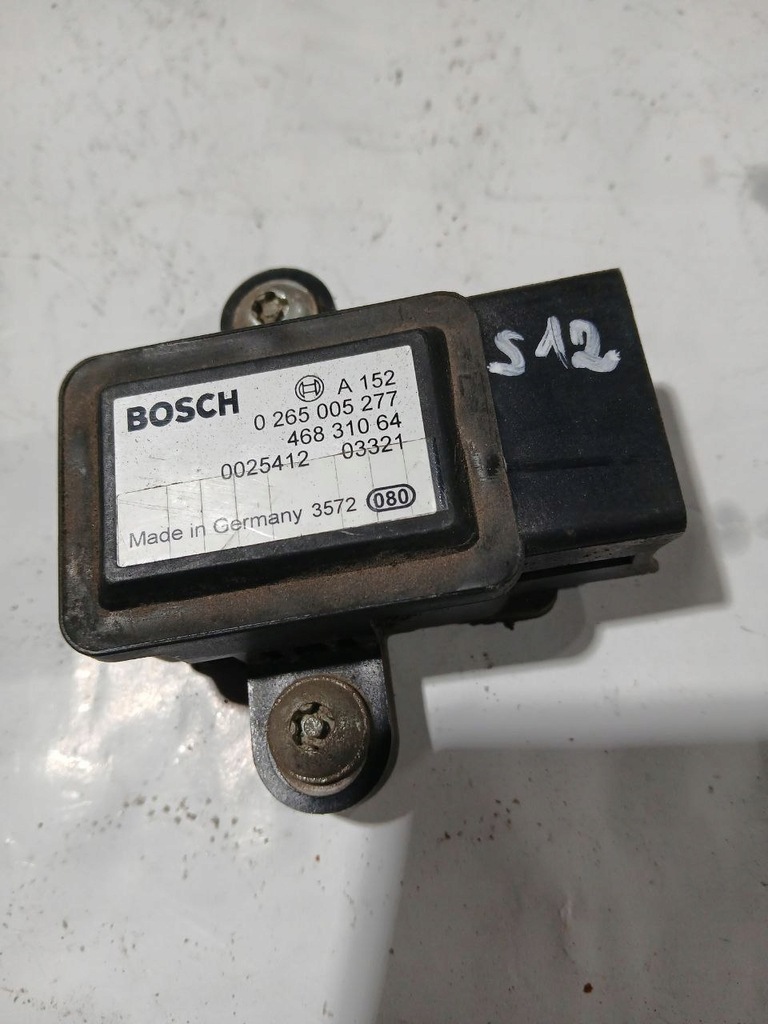 BOSCH A 152
0 265 005 277
468 310 64
0025412 03321
Made in Germany 3572 080
S12